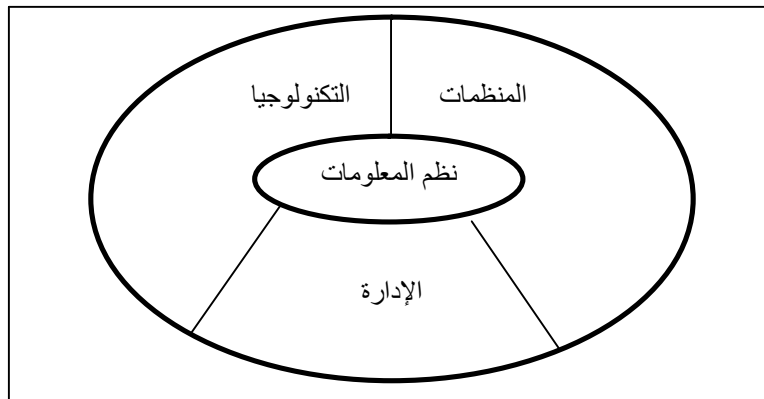 المنظمات
التكنولوجيا
نظم المعلومات
الإدارة